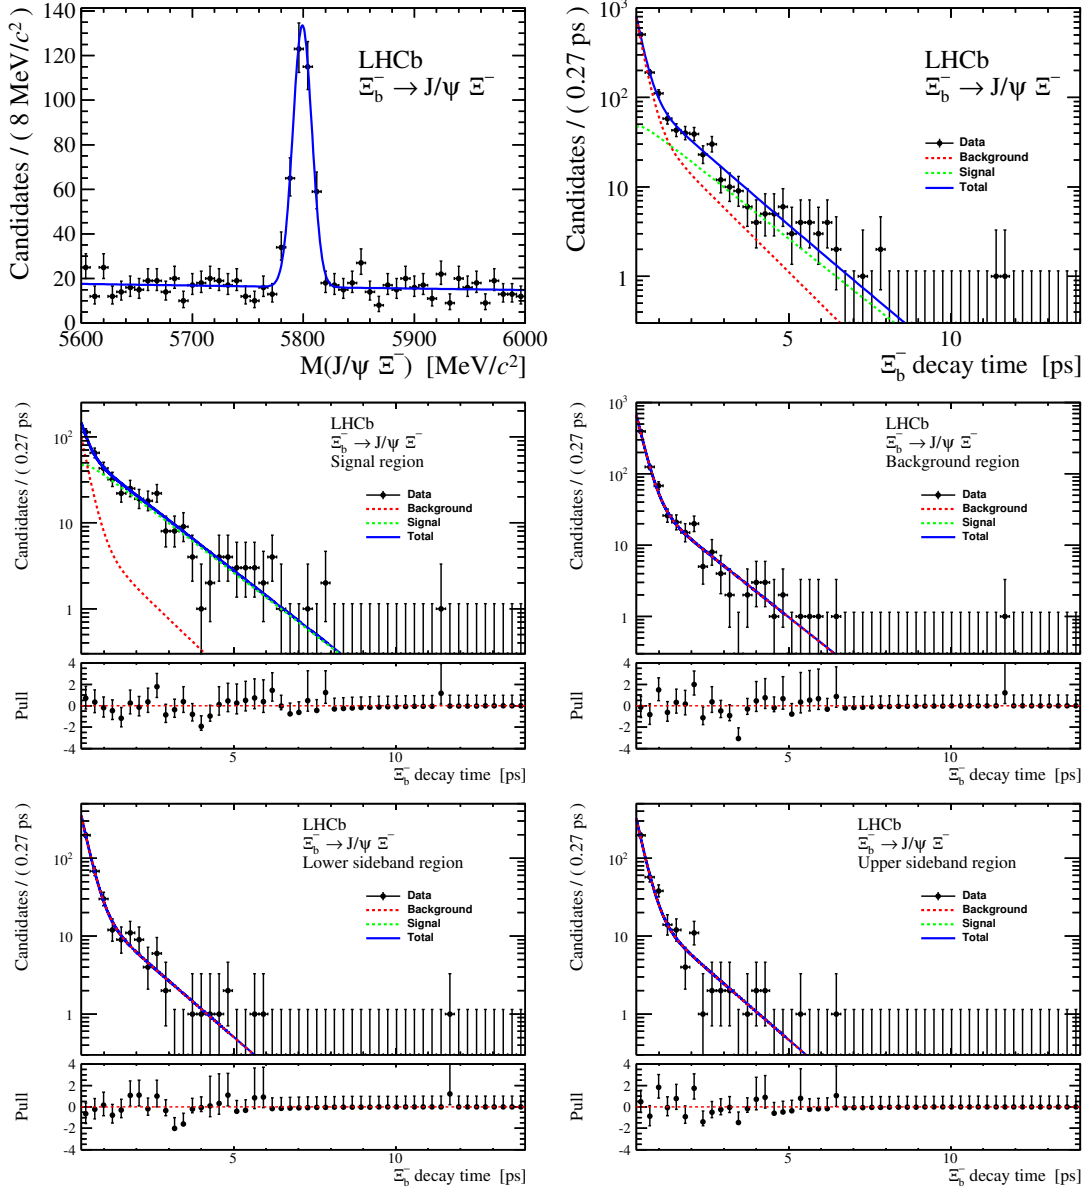 Candidates / ( 8 MeV/c²)
140
120
100
80
60
40
20
0
LHCb
Ξb⁻ → J/ψ Ξ⁻
5600 5700 5800 5900 6000
M(J/ψ Ξ⁻) [MeV/c²]
Candidates / ( 0.27 ps )
10³
10²
10
1
LHCb
Ξb⁻ → J/ψ Ξ⁻
Data
Background
Signal
Total
5 10
Ξb⁻ decay time [ps]
Candidates / ( 0.27 ps )
10²
10
1
LHCb
Ξb⁻ → J/ψ Ξ⁻
Signal region
Data
Background
Signal
Total
Pull
4
2
0
-2
-4
5 10
Ξb⁻ decay time [ps]
Candidates / ( 0.27 ps )
10³
10²
10
1
LHCb
Ξb⁻ → J/ψ Ξ⁻
Background region
Data
Background
Signal
Total
Pull
4
2
0
-2
-4
5 10
Ξb⁻ decay time [ps]
Candidates / ( 0.27 ps )
10²
10
1
LHCb
Ξb⁻ → J/ψ Ξ⁻
Lower sideband region
Data
Background
Signal
Total
Pull
4
2
0
-2
-4
5 10
Ξb⁻ decay time [ps]
Candidates / ( 0.27 ps )
10²
10
1
LHCb
Ξb⁻ → J/ψ Ξ⁻
Upper sideband region
Data
Background
Signal
Total
Pull
4
2
0
-2
-4
5 10
Ξb⁻ decay time [ps]